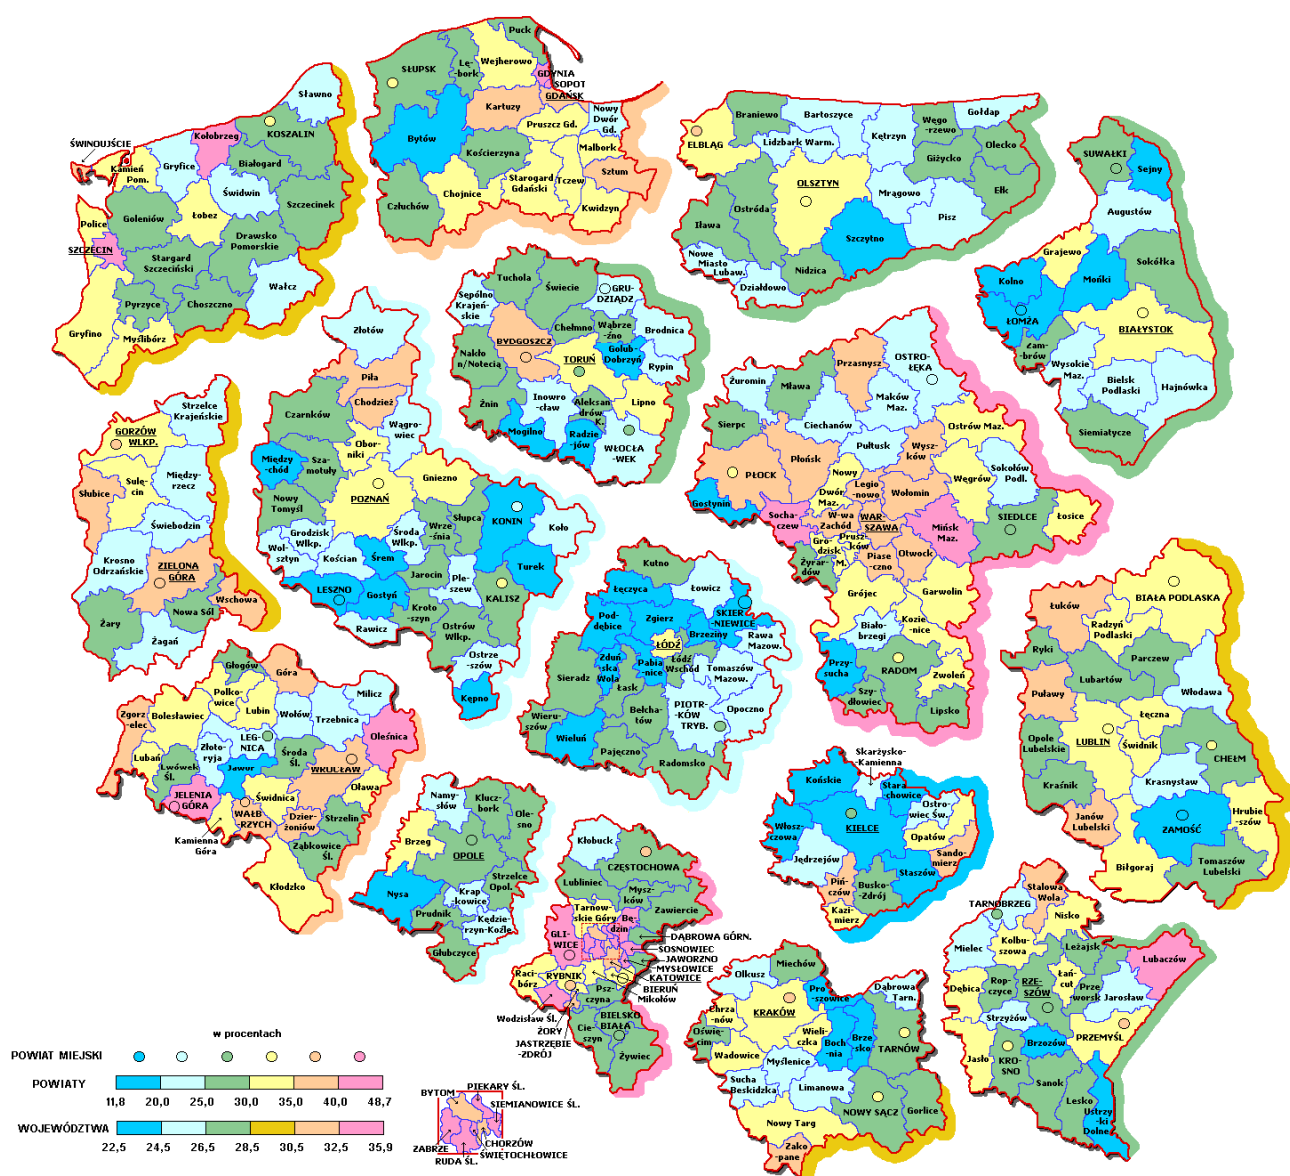 Puck
SŁUPSK
Lę-
bork
Wejherowo
GDYNIA
SOPOT
GDAŃSK
Kartuzy
Nowy
Dwór
Gd.
Pruszcz Gd.
Bytów
Kościerzyna
Malbork
Starogard
Gdański
Tczew
Sztum
Chojnice
Człuchów
Kwidzyn
Sławno
KOSZALIN
Kołobrzeg
ŚWINOUJŚCIE
Kamień
Pom.
Gryfice
Białogard
Świdwin
Szczecinek
Police
Goleniów
Łobez
SZCZECIN
Drawsko
Pomorskie
Stargard
Szczeciński
Wałcz
Pyrzyce
Choszczno
Gryfino
Myślibórz
Braniewo
Bartoszyce
Węgo
-rzewo
Gołdap
ELBLĄG
Lidzbark Warm.
Kętrzyn
Olecko
Giżycko
OLSZTYN
Mrągowo
Ełk
Ostróda
Pisz
Iława
Szczytno
Nowe
Miasto
Lubaw.
Nidzica
Działdowo
SUWAŁKI
Sejny
Augustów
Grajewo
Kolno
Mońki
Sokółka
ŁOMŻA
BIAŁYSTOK
Zam-
brów
Wysokie
Maz.
Bielsk
Podlaski
Hajnówka
Siemiatycze
Tuchola
Sępólno
Krajeń-
skie
Świecie
GRU-
DZIĄDZ
Chełmno
Wąbrze-
źno
Brodnica
BYDGOSZCZ
TORUŃ
Golub-
Dobrzyń
Rypin
Nakło
n/Notecią
Żnin
Inowro
-cław
Aleksan
drów
K.
Lipno
Mogilno
Radzie-
jów
WŁOCŁA
-WEK
Złotów
Piła
Chodzież
Czarnków
Wągro-
wiec
Obor-
niki
Między
-chód
Sza-
motuły
Gniezno
POZNAŃ
Nowy
Tomyśl
Słupca
KONIN
Wrze-
śnia
Koło
Grodzisk
Wlkp.
Środa
Wlkp.
Wol-
sztyn
Kościan
Śrem
Turek
Jarocin
Ple-
szew
LESZNO
Gostyń
KALISZ
Kroto-
szyn
Rawicz
Ostrów
Wlkp.
Ostrze
-szów
Kępno
Strzelce
Krajeńskie
GORZÓW
WLKP.
Słubice
Sulę-
cin
Między-
rzecz
Świebodzin
Krosno
Odrzańskie
ZIELONA
GÓRA
Wschowa
Nowa Sól
Żary
Żagań
Żuromin
Mława
Przasnysz
OSTRO-
ŁĘKA
Maków
Maz.
Ciechanów
Sierpc
Ostrów Maz.
Pułtusk
Wysz-
ków
Płońsk
PŁOCK
Nowy
Dwór
Maz.
Legio
-nowo
Wołomin
Węgrów
Sokołów
Podl.
Gostynin
Socha-
czew
W-wa
Zachód
WAR-
SZAWA
Mińsk
Maz.
SIEDLCE
Łosice
Gro-
dzisk
M.
Prusz-
ków
Piase
-czno
Otwock
Żyrar-
dów
Grójec
Garwolin
Biało-
brzegi
Kozie-
nice
Przy-
sucha
RADOM
Zwoleń
Szy-
dłowiec
Lipsko
Kutno
Łęczyca
Łowicz
Pod-
dębice
Zgierz
SKIER
-NIEWICE
Brzeziny
Rawa
Mazow.
ŁÓDŹ
Zduń
ska
Wola
Pabia
-nice
Łódź
Wschód
Sieradz
Łask
Tomaszów
Mazow.
Bełcha-
tów
PIOTR-
KÓW
TRYB.
Opoczno
Wieru-
szów
Wieluń
Pajęczno
Radomsko
BIAŁA PODLASKA
Łuków
Radzyń
Podlaski
Ryki
Parczew
Lubartów
Włodawa
Puławy
Łęczna
LUBLIN
Świdnik
CHEŁM
Opole
Lubelskie
Kraśnik
Krasnystaw
Janów
Lubelski
ZAMOŚĆ
Hrubie-
szów
Biłgoraj
Tomaszów
Lubelski
Głogów
Góra
Polko-
wice
Lubin
Milicz
Zgorz
-elec
Bolesławiec
Wołów
Trzebnica
Oleśnica
LEG-
NICA
Złoto-
ryja
Środa
Śl.
Lubań
Lwówek
Śl.
Jawor
WROCŁAW
JELENIA
GÓRA
Świdnica
Oława
WAŁB
-RZYCH
Dzier-
żoniów
Strzelin
Kamienna
Góra
Ząbkowice
Śl.
Kłodzko
Namy-
słów
Klucz-
bork
Ole-
sno
Brzeg
OPOLE
Strzelce
Opol.
Nysa
Krap
-kowice
Prudnik
Kędzie-
rzyn-Koźle
Głubczyce
Kłobuck
CZĘSTOCHOWA
Lubliniec
Mysz-
ków
Zawiercie
Tarnow-
skie Góry
Bę-
dzin
GLI-
WICE
DĄBROWA GÓRN.
SOSNOWIEC
JAWORZNO
MYSŁOWICE
KATOWICE
BIERUŃ
Mikołów
Raci-
bórz
RYBNIK
Psz-
czyna
Wodzisław Śl.
ŻORY
JASTRZĘBIE
-ZDRÓJ
BIELSKO
BIAŁA
Cie-
szyn
Żywiec
Skarżysko-
Kamienna
Końskie
Stara
chowice
Ostro-
wiec Św.
KIELCE
Włosz-
czowa
Opatów
Jędrzejów
Sando-
mierz
Staszów
Piń-
czów
Busko-
Zdrój
Kazi-
mierz
Olkusz
Miechów
Pro-
szowice
Dąbrowa
Tarn.
Chrza-
nów
KRAKÓW
Wieli-
czka
Boch-
nia
Brze-
sko
TARNÓW
Oświę-
cim
Wadowice
Myślenice
Sucha
Beskidzka
Limanowa
NOWY SĄCZ
Gorlice
Nowy Targ
Zako-
pane
Stalowa
Wola
TARNOBRZEG
Nisko
Mielec
Kolbu-
szowa
Leżajsk
Lubaczów
Dębica
Rop-
czyce
RZE-
SZÓW
Łań-
cut
Prze
worsk
Jarosław
Strzyżów
Jasło
Brzozów
PRZEMYŚL
KRO-
SNO
Sanok
Lesko
Ustrzy
-ki
Dolne
w procentach
POWIAT MIEJSKI
POWIATY
11,8 20,0 25,0 30,0 35,0 40,0 48,7
WOJEWÓDZTWA
22,5 24,5 26,5 28,5 30,5 32,5 35,9
PIEKARY ŚL.
BYTOM
SIEMIANOWICE ŚL.
CHORZÓW
ZABRZE
ŚWIĘTOCHŁOWICE
RUDA ŚL.